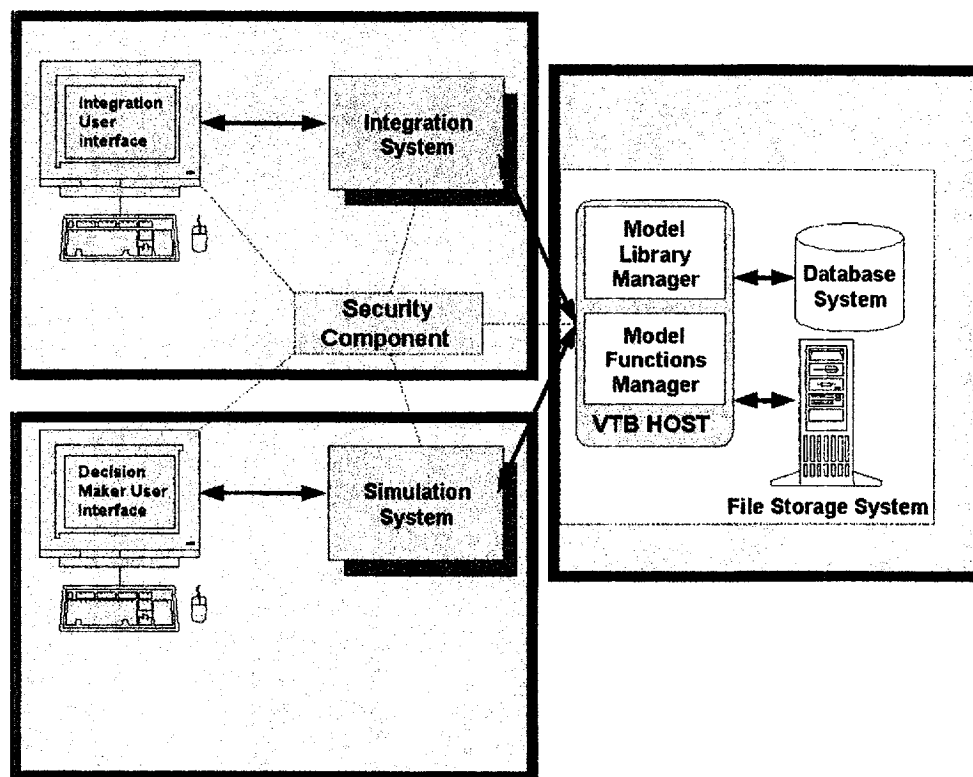 Integration
User
Interface
Integration
System
Security
Component
Decision
Maker User
Interface
Simulation
System
Model
Library
Manager
Model
Functions
Manager
VTB HOST
Database
System
File Storage System